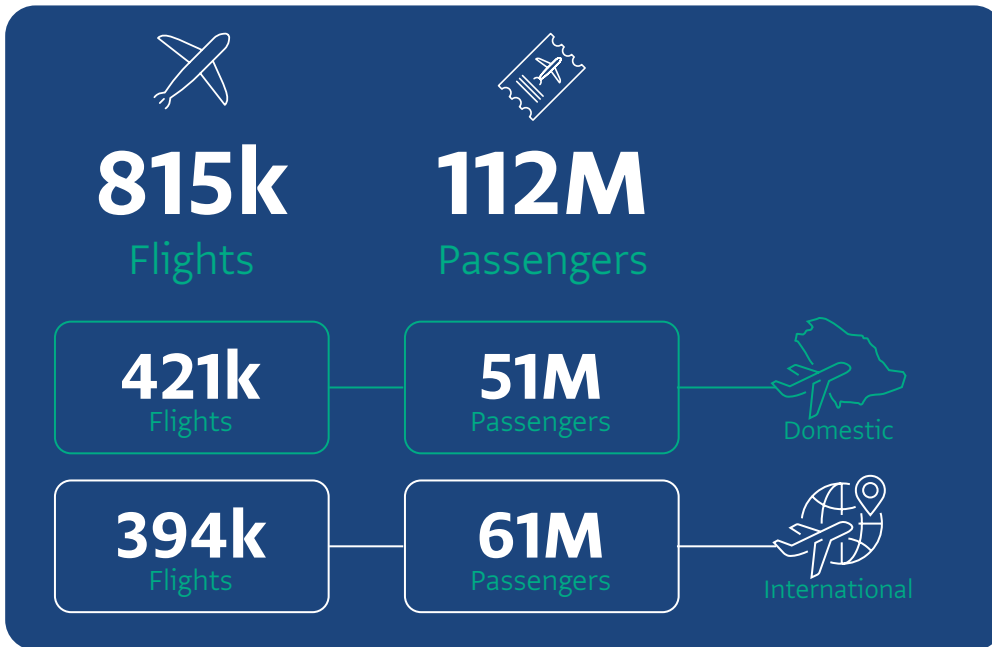 815k
Flights
112M
Passengers
421k
Flights
51M
Passengers
Domestic
394k
Flights
61M
Passengers
International